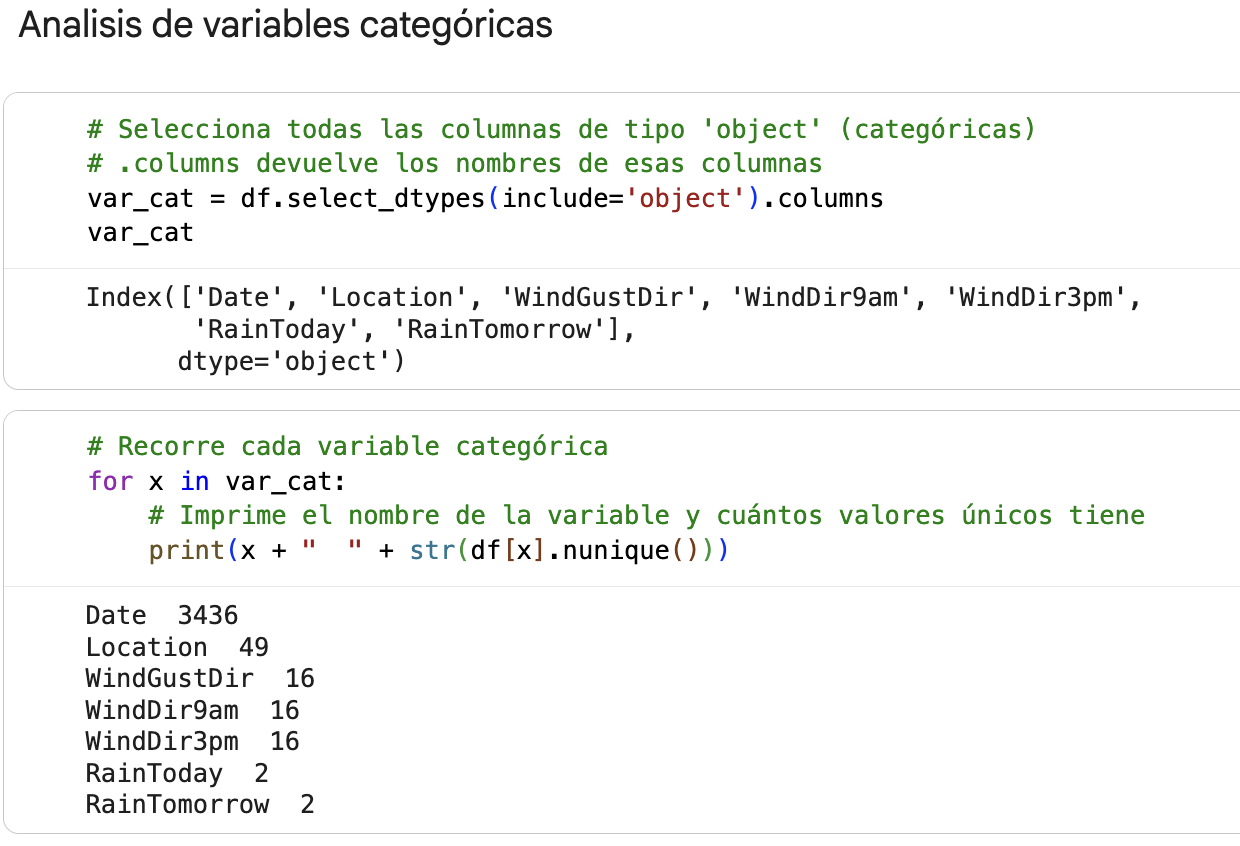 Analisis de variables categóricas
# Selecciona todas las columnas de tipo 'object' (categóricas)
# .columns devuelve los nombres de esas columnas
var_cat = df.select_dtypes(include='object').columns
var_cat
Index(['Date', 'Location', 'WindGustDir', 'WindDir9am', 'WindDir3pm',
       'RainToday', 'RainTomorrow'],
      dtype='object')
# Recorre cada variable categórica
for x in var_cat:
    # Imprime el nombre de la variable y cuántos valores únicos tiene
    print(x + "  " + str(df[x].nunique()))
Date  3436
Location  49
WindGustDir  16
WindDir9am  16
WindDir3pm  16
RainToday  2
RainTomorrow  2